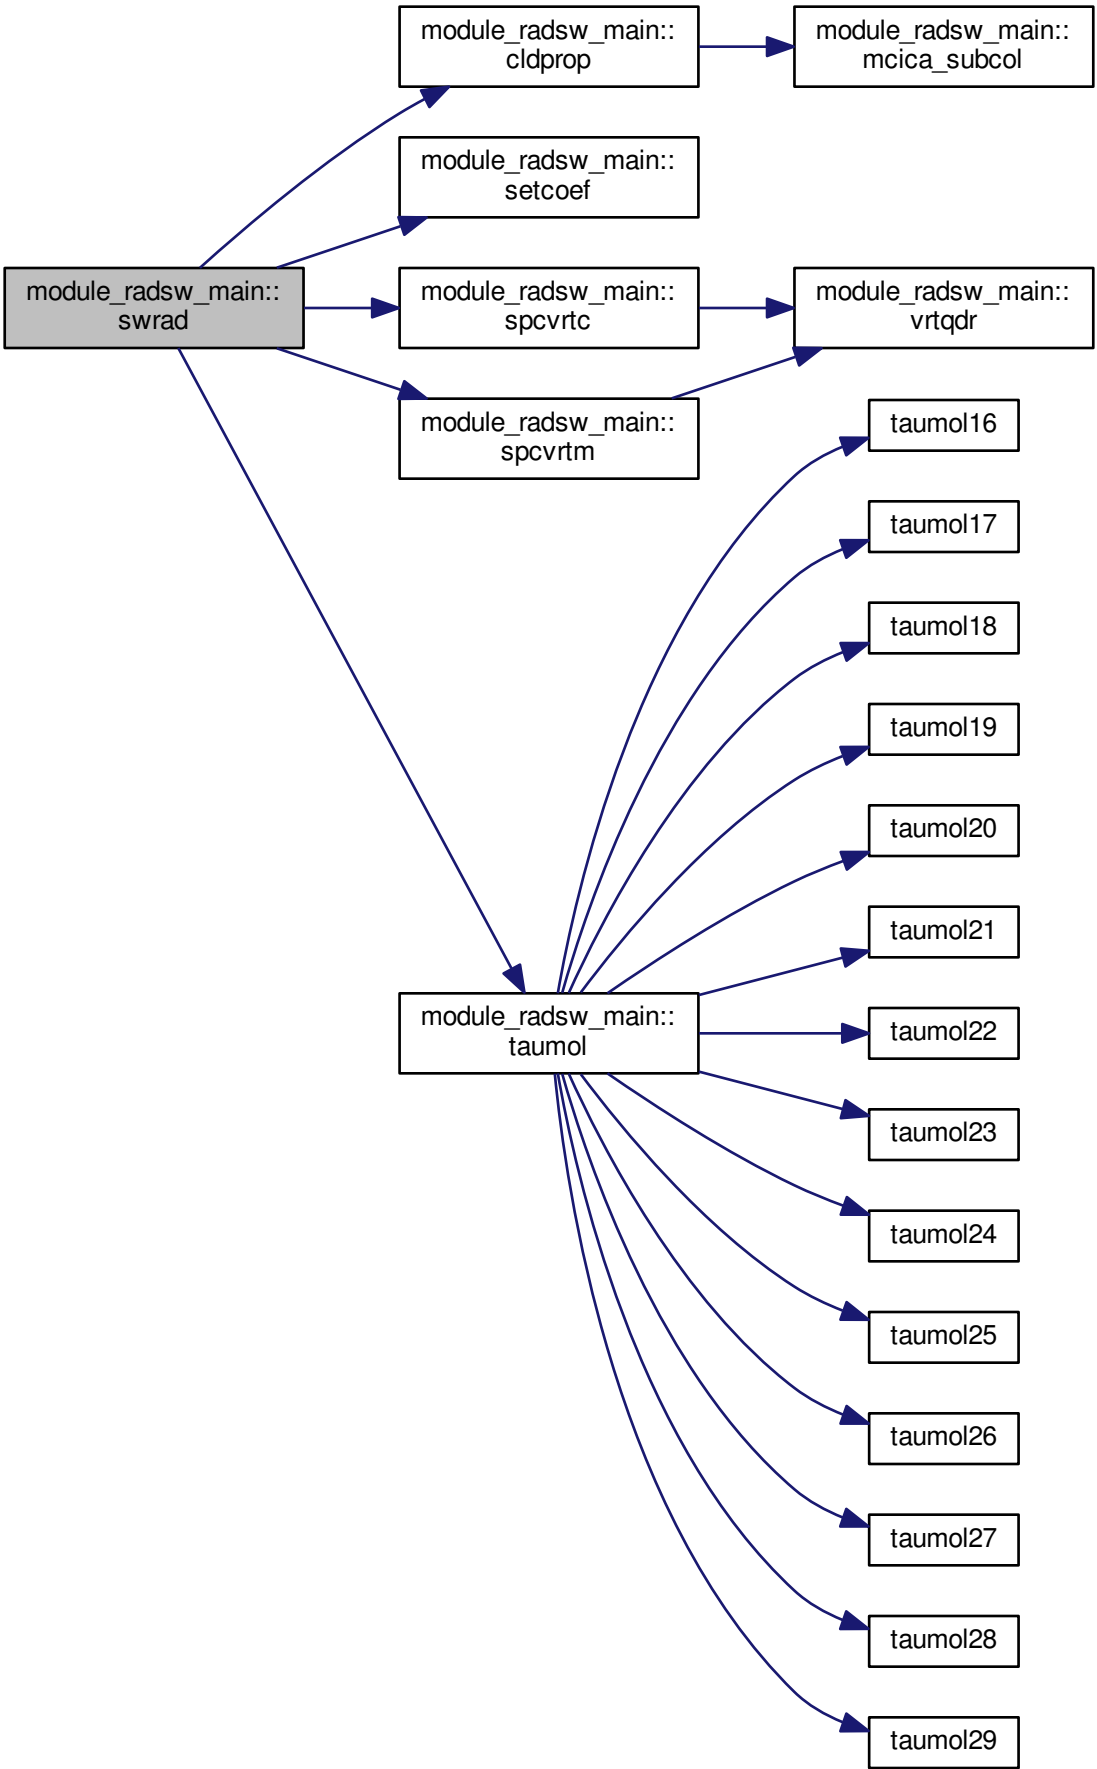 module_radsw_main::
cldprop
module_radsw_main::
mcica_subcol
module_radsw_main::
setcoef
module_radsw_main::
swrad
module_radsw_main::
spcvrtc
module_radsw_main::
vrtqdr
module_radsw_main::
spcvrtm
taumol16
taumol17
taumol18
taumol19
taumol20
taumol21
module_radsw_main::
taumol
taumol22
taumol23
taumol24
taumol25
taumol26
taumol27
taumol28
taumol29